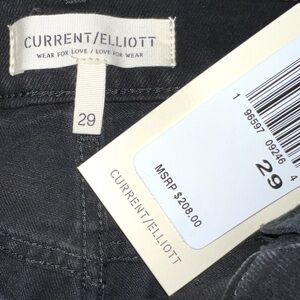 CURRENT/ELLIOTT
WEAR FOR LOVE / LOVE FOR WEAR
29
1 96597 09246 4
29
MSRP $208.00
CURRENT/ELLIOTT